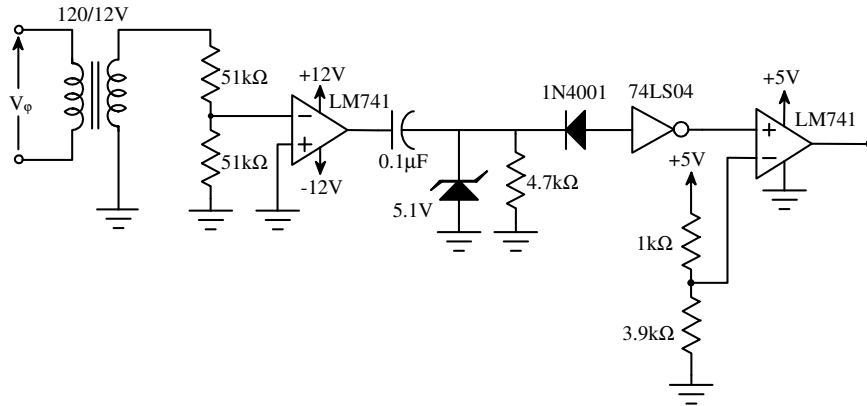 120/12V
Vφ
51kΩ
51kΩ
+12V
LM741
-12V
0.1μF
5.1V
4.7kΩ
1N4001
74LS04
+5V
LM741
+5V
1kΩ
3.9kΩ